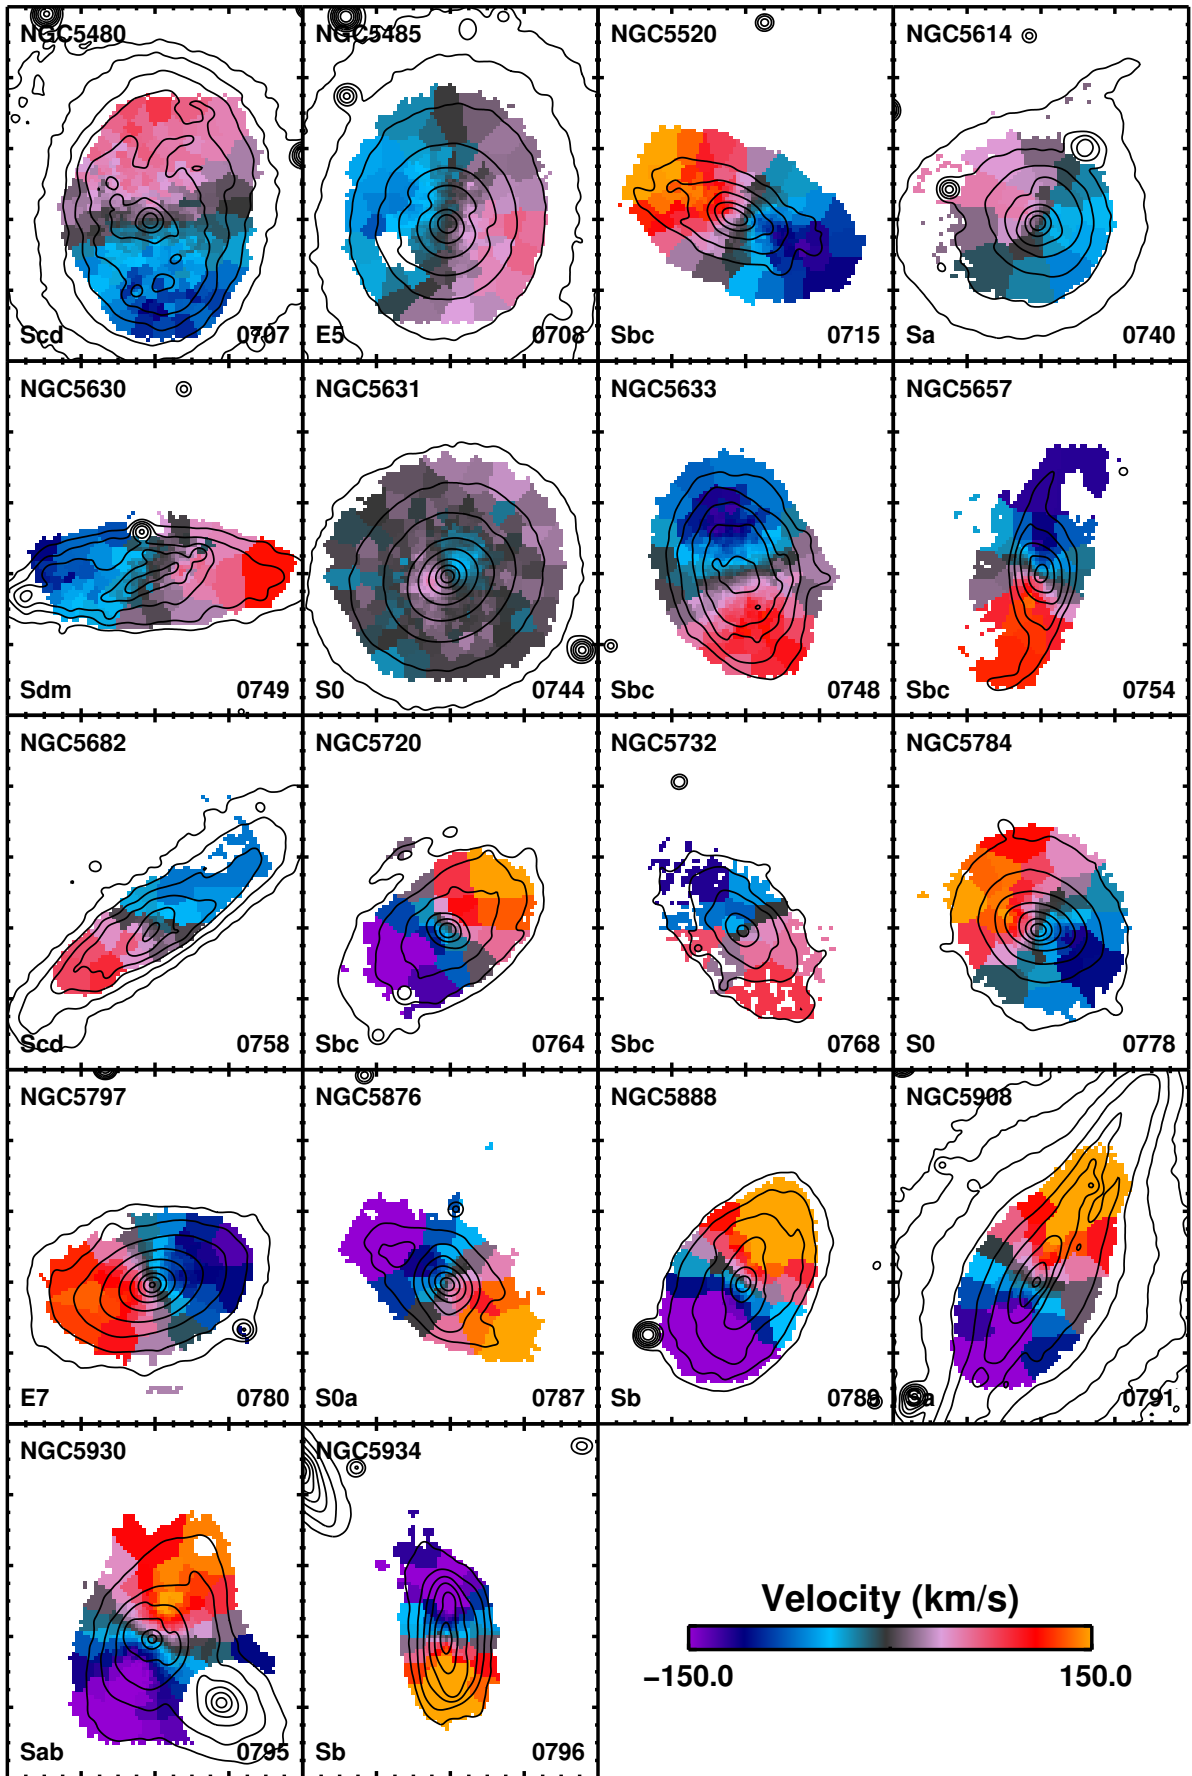 NGC5480
Scd 0707
NGC5485
E5 0708
NGC5520
Sbc 0715
NGC5614
Sa 0740
NGC5630
Sdm 0749
NGC5631
S0 0744
NGC5633
Sbc 0748
NGC5657
Sbc 0754
NGC5682
Scd 0758
NGC5720
Sbc 0764
NGC5732
Sbc 0768
NGC5784
S0 0778
NGC5797
E7 0780
NGC5876
S0a 0787
NGC5888
Sb 0789
NGC5908
Sa 0791
NGC5930
Sab 0795
NGC5934
Sb 0796
Velocity (km/s)
−150.0 150.0